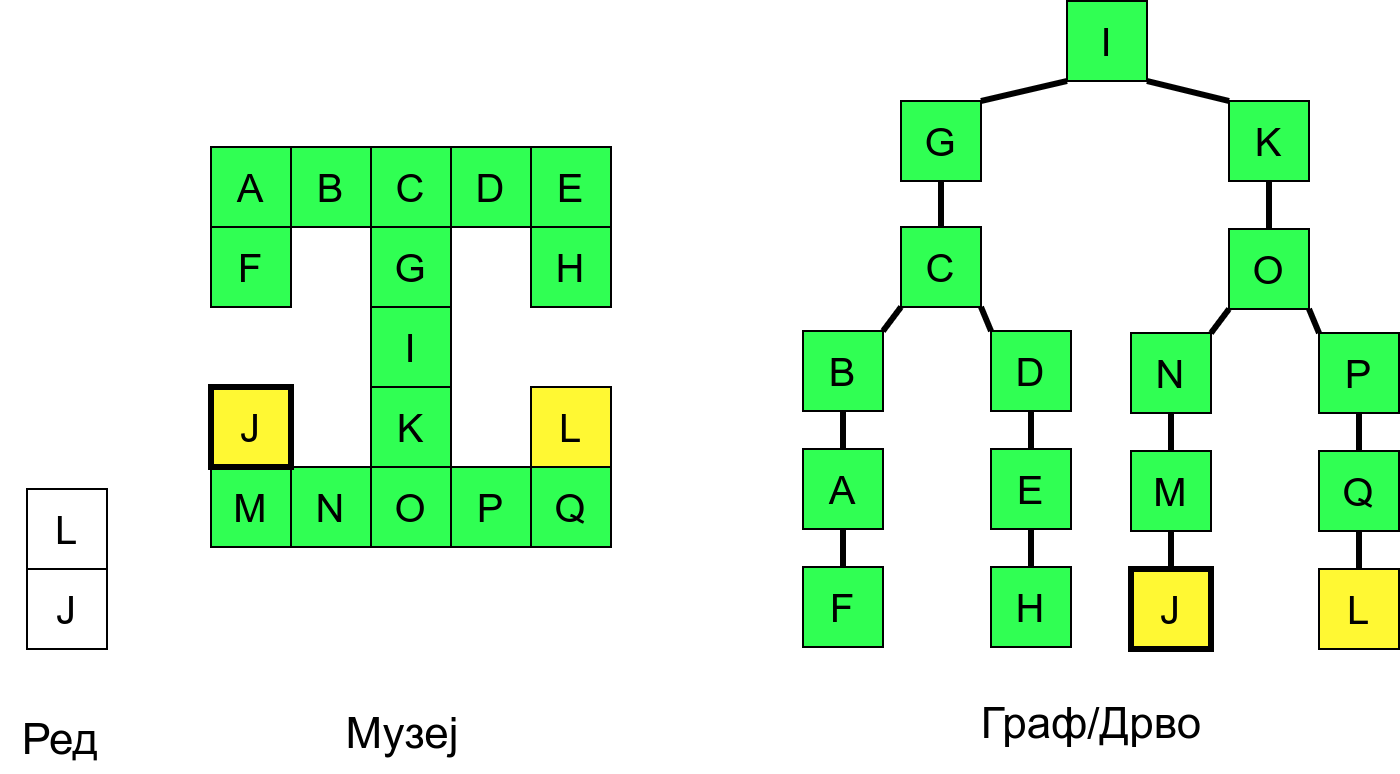 I
G K
A B C D E
F G H
C O
I
B D N P
J K L
A E M Q
L
M N O P Q
J
F H J L
Ред
Музеј
Граф/Дрво